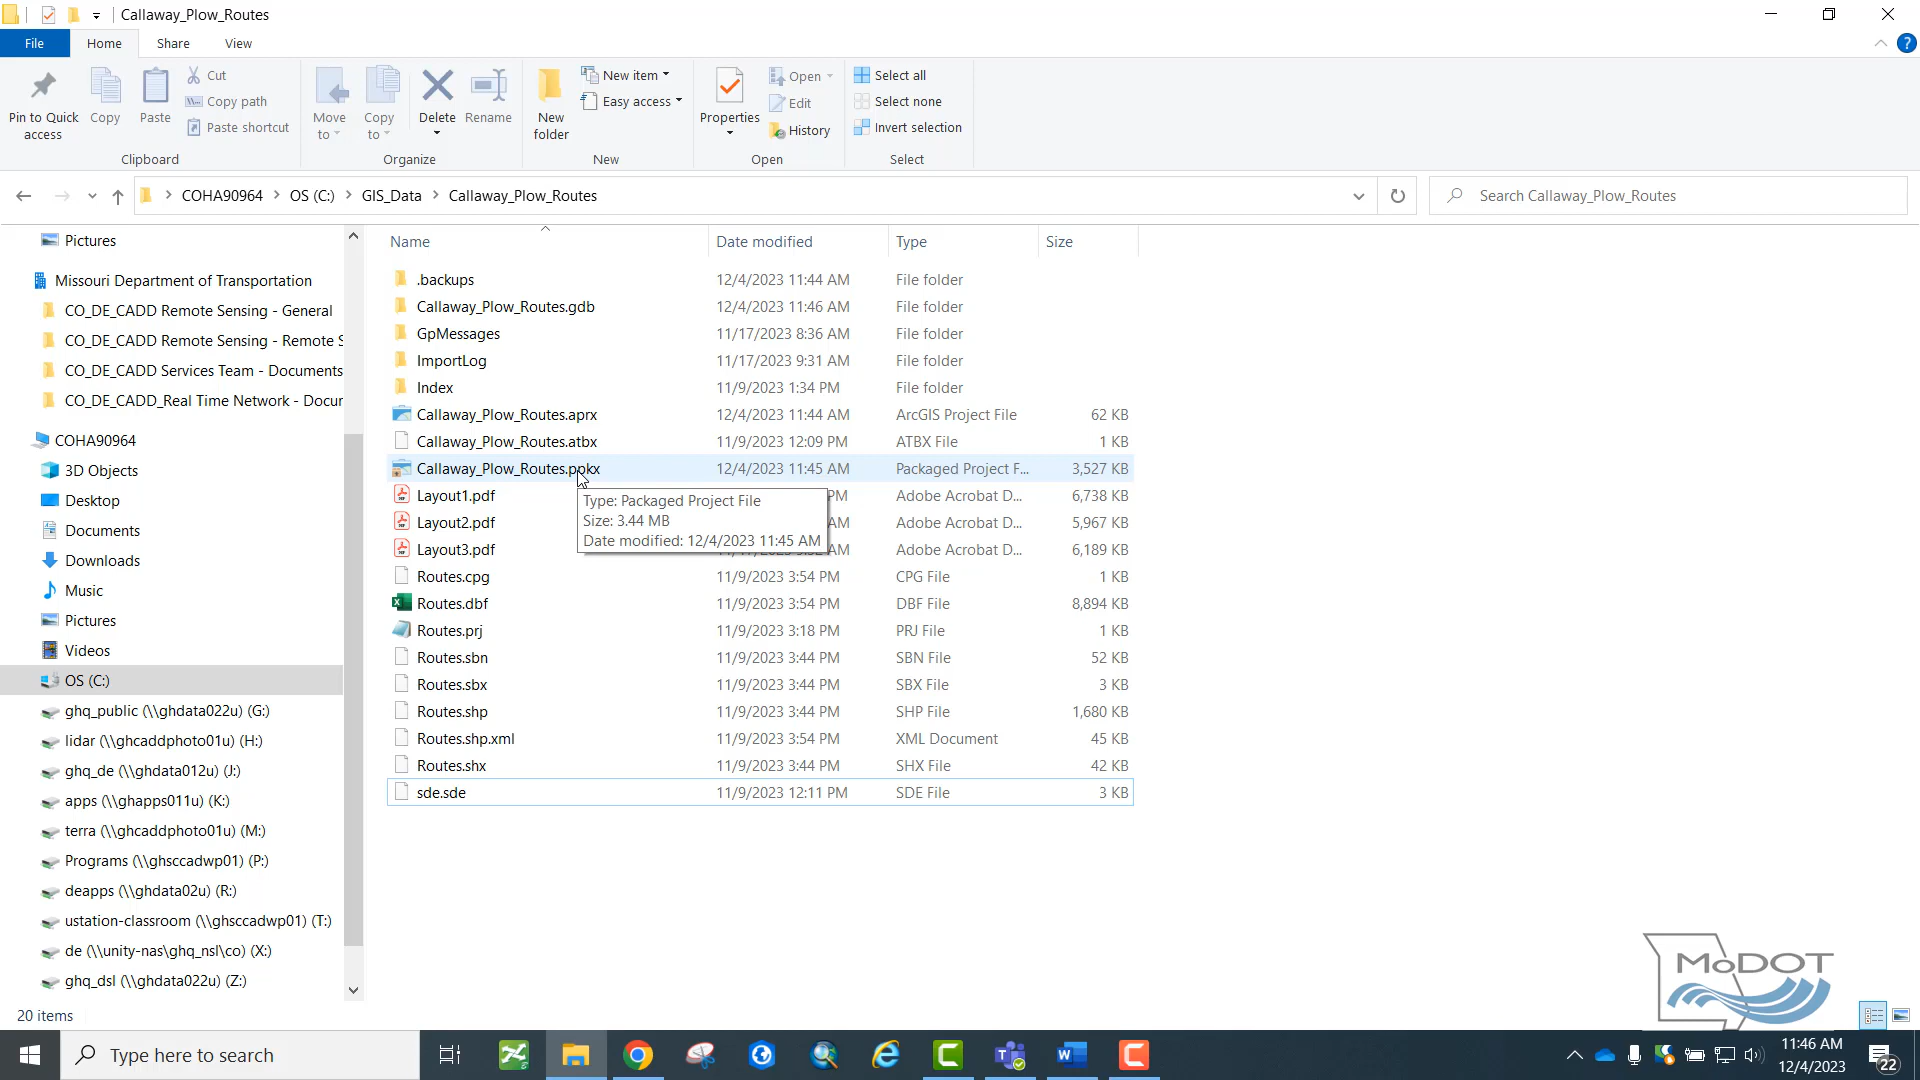 Callaway_Plow_Routes
File Home Share View
Pin to Quick access
Copy
Paste
Cut
Copy path
Paste shortcut
Clipboard
Move to
Copy to
Delete
Rename
Organize
New folder
New item
Easy access
New
Properties
Open
Edit
History
Open
Select all
Select none
Invert selection
Select
COHA90964 OS (C:) GIS_Data Callaway_Plow_Routes
Search Callaway_Plow_Routes
Pictures
Missouri Department of Transportation
CO_DE_CADD Remote Sensing - General
CO_DE_CADD Remote Sensing - Remote S
CO_DE_CADD Services Team - Documents
CO_DE_CADD_Real Time Network - Docur
COHA90964
3D Objects
Desktop
Documents
Downloads
Music
Pictures
Videos
OS (C:)
ghq_public (\\ghdata022u) (G:)
lidar (\\ghcaddphoto01u) (H:)
ghq_de (\\ghdata012u) (J:)
apps (\\ghapps011u) (K:)
terra (\\ghcaddphoto01u) (M:)
Programs (\\ghsccadwp01) (P:)
deapps (\\ghdata02u) (R:)
ustation-classroom (\\ghsccadwp01) (T:)
de (\\unity-nas\ghq_nsl\co) (X:)
ghq_dsl (\\ghdata022u) (Z:)
Name Date modified Type Size
.backups 12/4/2023 11:44 AM File folder
Callaway_Plow_Routes.gdb 12/4/2023 11:46 AM File folder
GpMessages 11/17/2023 8:36 AM File folder
ImportLog 11/17/2023 9:31 AM File folder
Index 11/9/2023 1:34 PM File folder
Callaway_Plow_Routes.aprx 12/4/2023 11:44 AM ArcGIS Project File 62 KB
Callaway_Plow_Routes.atbx 11/9/2023 12:09 PM ATBX File 1 KB
Callaway_Plow_Routes.ppkx 12/4/2023 11:45 AM Packaged Project F... 3,527 KB
Layout1.pdf PM Adobe Acrobat D... 6,738 KB
Layout2.pdf AM Adobe Acrobat D... 5,967 KB
Layout3.pdf AM Adobe Acrobat D... 6,189 KB
Type: Packaged Project File
Size: 3.44 MB
Date modified: 12/4/2023 11:45 AM
Routes.cpg 11/9/2023 3:54 PM CPG File 1 KB
Routes.dbf 11/9/2023 3:54 PM DBF File 8,894 KB
Routes.prj 11/9/2023 3:18 PM PRJ File 1 KB
Routes.sbn 11/9/2023 3:44 PM SBN File 52 KB
Routes.sbx 11/9/2023 3:44 PM SBX File 3 KB
Routes.shp 11/9/2023 3:44 PM SHP File 1,680 KB
Routes.shp.xml 11/9/2023 3:54 PM XML Document 45 KB
Routes.shx 11/9/2023 3:44 PM SHX File 42 KB
sde.sde 11/9/2023 12:11 PM SDE File 3 KB
MoDOT
20 items
Type here to search
11:46 AM
12/4/2023
22